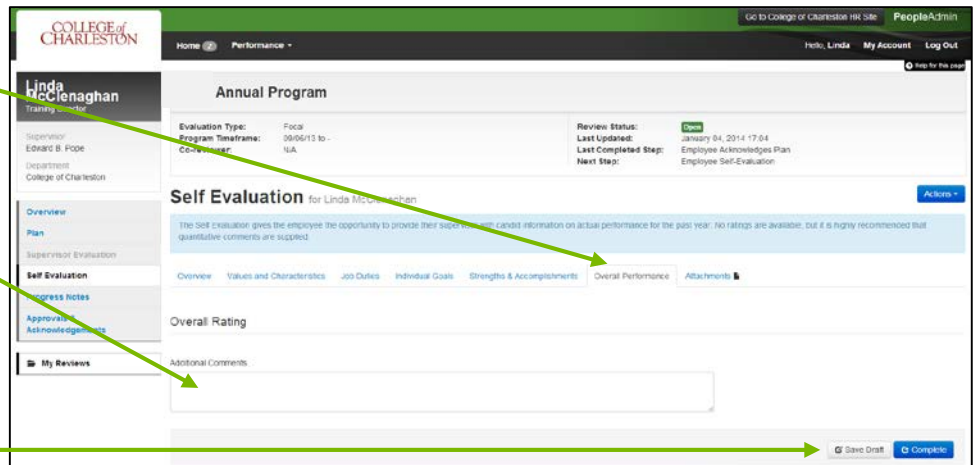 COLLEGE of
CHARLESTON
Go to College of Charleston HR Site PeopleAdmin
Home 2 Performance
Hello, Linda My Account Log Out
Help for this page
Linda
McClenaghan
Training Director
Supervisor
Edward B. Pope
Department
College of Charleston
Overview
Plan
Supervisor Evaluation
Self Evaluation
Progress Notes
Approvals &
Acknowledgements
My Reviews
Annual Program
Evaluation Type: Focal
Program Timeframe: 09/06/13 to -
Co-reviewer: N/A
Review Status: Open
Last Updated: January 04, 2014 17:04
Last Completed Step: Employee Acknowledges Plan
Next Step: Employee Self-Evaluation
Self Evaluation for Linda McClenaghan
Actions
The Self Evaluation gives the employee the opportunity to provide their supervisor with candid information on actual performance for the past year. No ratings are available, but it is highly recommended that
quantitative comments are supplied.
Overview Values and Characteristics Job Duties Individual Goals Strengths & Accomplishments Overall Performance Attachments
Overall Rating
Additional Comments
Save Draft Complete